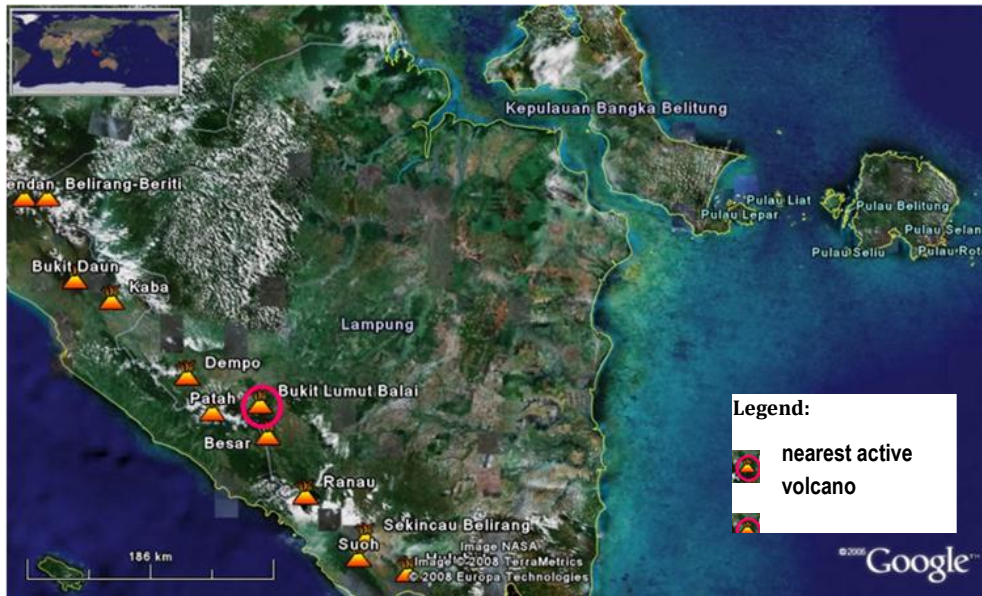 Kepulauan Bangka Belitung
endan Belirang-Beriti
Pulau Liat
Pulau Lepar
Pulau Belitung
Pulau Selan
Pulau Seliu
Pulau Rot
Bukit Daun
Kaba
Lampung
Dempo
Bukit Lumut Balai
Patah
Besar
Ranau
Sekincau Belirang
Suoh
186 km
Image NASA
Image © 2008 TerraMetrics
© 2008 Europa Technologies
Legend:
nearest active
volcano
©2006 Google™